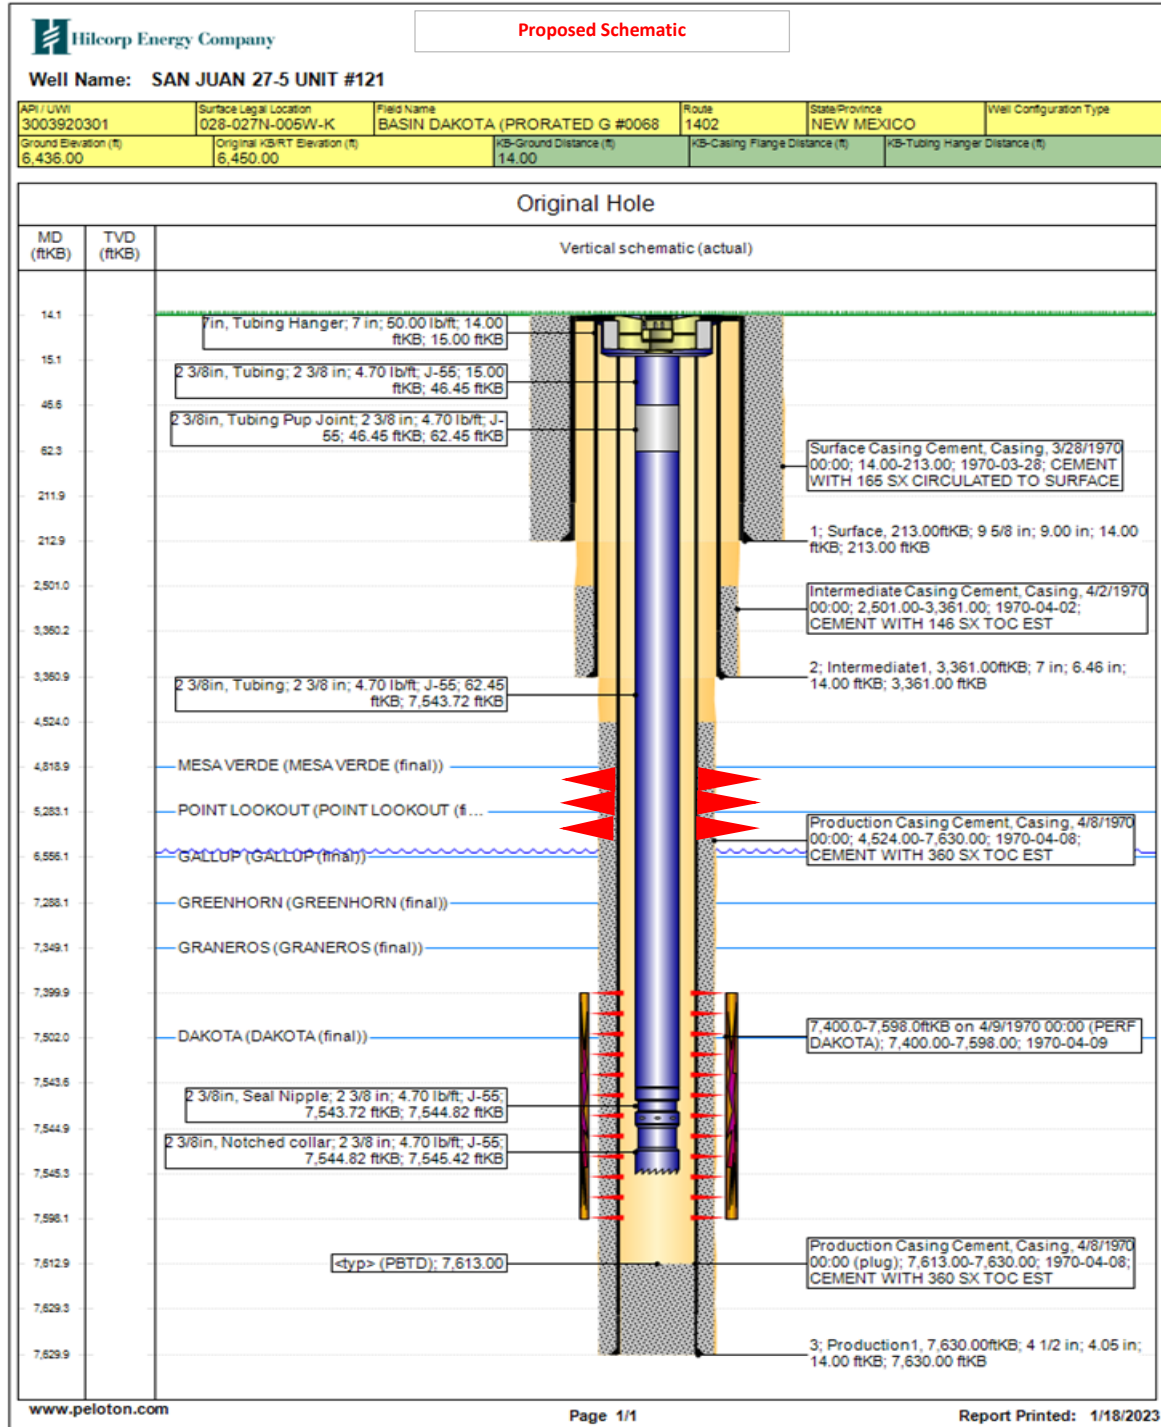 Hilcorp Energy Company
Proposed Schematic
Well Name: SAN JUAN 27-5 UNIT #121
API / UWI
3003920301
Surface Legal Location
028-027N-005W-K
Field Name
BASIN DAKOTA (PRORATED G #0068
Route
1402
State/Province
NEW MEXICO
Well Configuration Type
Ground Elevation (ft)
6,436.00
Original KB/RT Elevation (ft)
6,450.00
KB-Ground Distance (ft)
14.00
KB-Casing Flange Distance (ft)
KB-Tubing Hanger Distance (ft)
Original Hole
MD
(ftKB)
TVD
(ftKB)
Vertical schematic (actual)
14.1
7in, Tubing Hanger; 7 in; 50.00 lb/ft; 14.00
ftKB; 15.00 ftKB
15.1
2 3/8in, Tubing; 2 3/8 in; 4.70 lb/ft; J-55; 15.00
ftKB; 46.45 ftKB
46.6
2 3/8in, Tubing Pup Joint; 2 3/8 in; 4.70 lb/ft; J-
55; 46.45 ftKB; 62.45 ftKB
62.3
Surface Casing Cement, Casing, 3/28/1970
00:00; 14.00-213.00; 1970-03-28; CEMENT
WITH 165 SX CIRCULATED TO SURFACE
211.9
212.9
1; Surface, 213.00ftKB; 9 5/8 in; 9.00 in; 14.00
ftKB; 213.00 ftKB
2,501.0
Intermediate Casing Cement, Casing, 4/2/1970
00:00; 2,501.00-3,361.00; 1970-04-02;
CEMENT WITH 146 SX TOC EST
3,360.2
3,360.9
2; Intermediate1, 3,361.00ftKB; 7 in; 6.46 in;
14.00 ftKB; 3,361.00 ftKB
2 3/8in, Tubing; 2 3/8 in; 4.70 lb/ft; J-55; 62.45
ftKB; 7,543.72 ftKB
4,524.0
4,818.9
MESA VERDE (MESA VERDE (final))
5,283.1
POINT LOOKOUT (POINT LOOKOUT (fi...
Production Casing Cement, Casing, 4/8/1970
00:00; 4,524.00-7,630.00; 1970-04-08;
CEMENT WITH 360 SX TOC EST
6,556.1
GALLUP (GALLUP (final))
7,288.1
GREENHORN (GREENHORN (final))
7,349.1
GRANEROS (GRANEROS (final))
7,399.9
7,502.0
DAKOTA (DAKOTA (final))
7,400.0-7,598.0ftKB on 4/9/1970 00:00 (PERF
DAKOTA); 7,400.00-7,598.00; 1970-04-09
7,543.6
2 3/8in, Seal Nipple; 2 3/8 in; 4.70 lb/ft; J-55;
7,543.72 ftKB; 7,544.82 ftKB
7,544.9
2 3/8in, Notched collar; 2 3/8 in; 4.70 lb/ft; J-55;
7,544.82 ftKB; 7,545.42 ftKB
7,545.3
7,598.1
7,612.9
<typ> (PBTD); 7,613.00
Production Casing Cement, Casing, 4/8/1970
00:00 (plug); 7,613.00-7,630.00; 1970-04-08;
CEMENT WITH 360 SX TOC EST
7,629.3
7,629.9
3; Production1, 7,630.00ftKB; 4 1/2 in; 4.05 in;
14.00 ftKB; 7,630.00 ftKB
www.peloton.com
Page 1/1
Report Printed: 1/18/2023